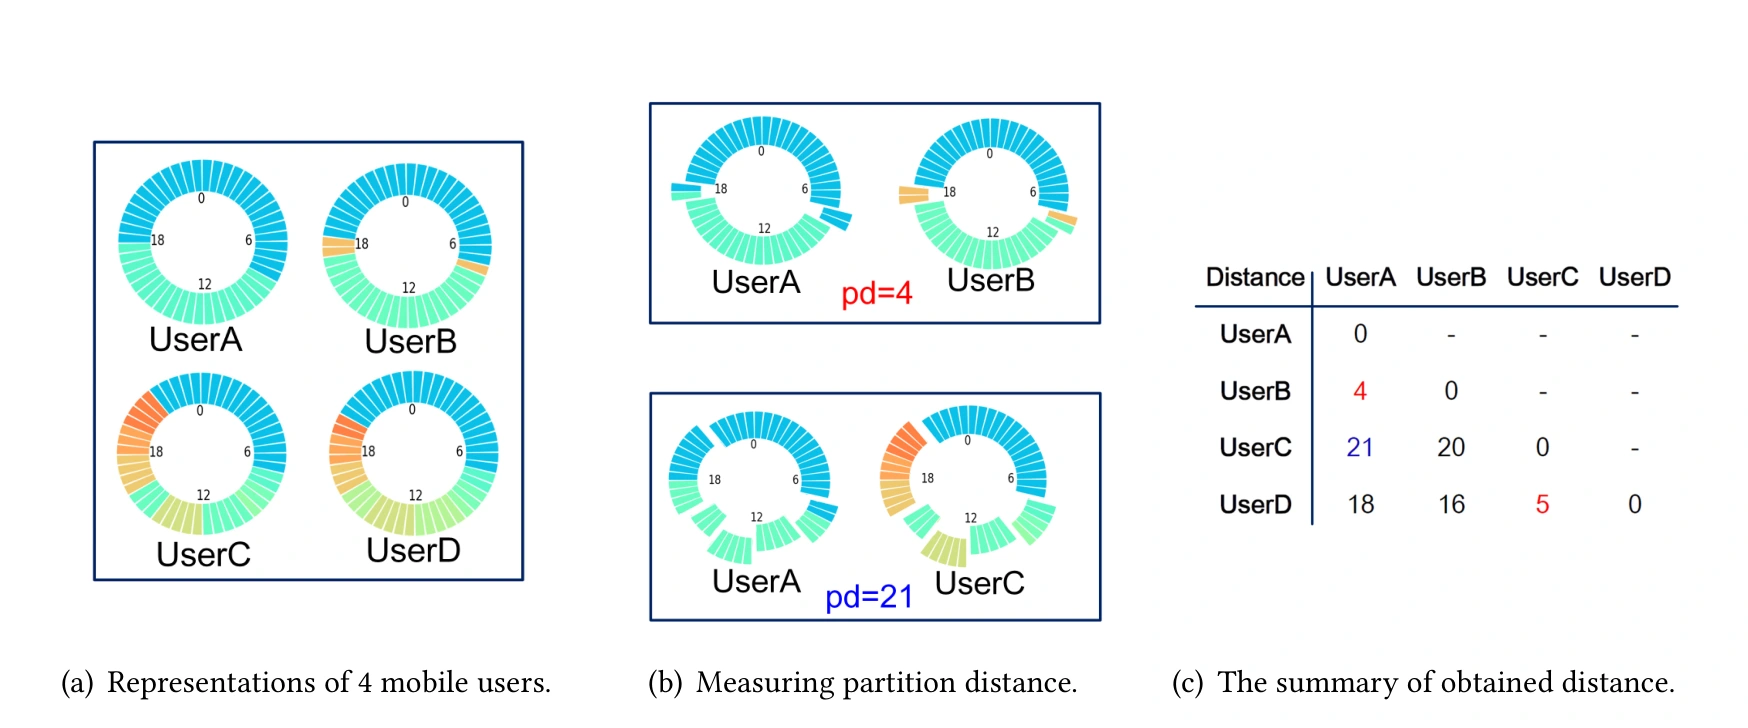 0
18
6
12
UserA
0
18
6
12
UserB
0
18
6
12
UserC
0
18
6
12
UserD
(a) Representations of 4 mobile users.
0
18
6
12
UserA
0
18
6
12
UserB
pd=4
0
18
6
12
UserA
0
18
6
12
UserC
pd=21
(b) Measuring partition distance.
Distance UserA UserB UserC UserD
UserA 0 - - -
UserB 4 0 - -
UserC 21 20 0 -
UserD 18 16 5 0
(c) The summary of obtained distance.